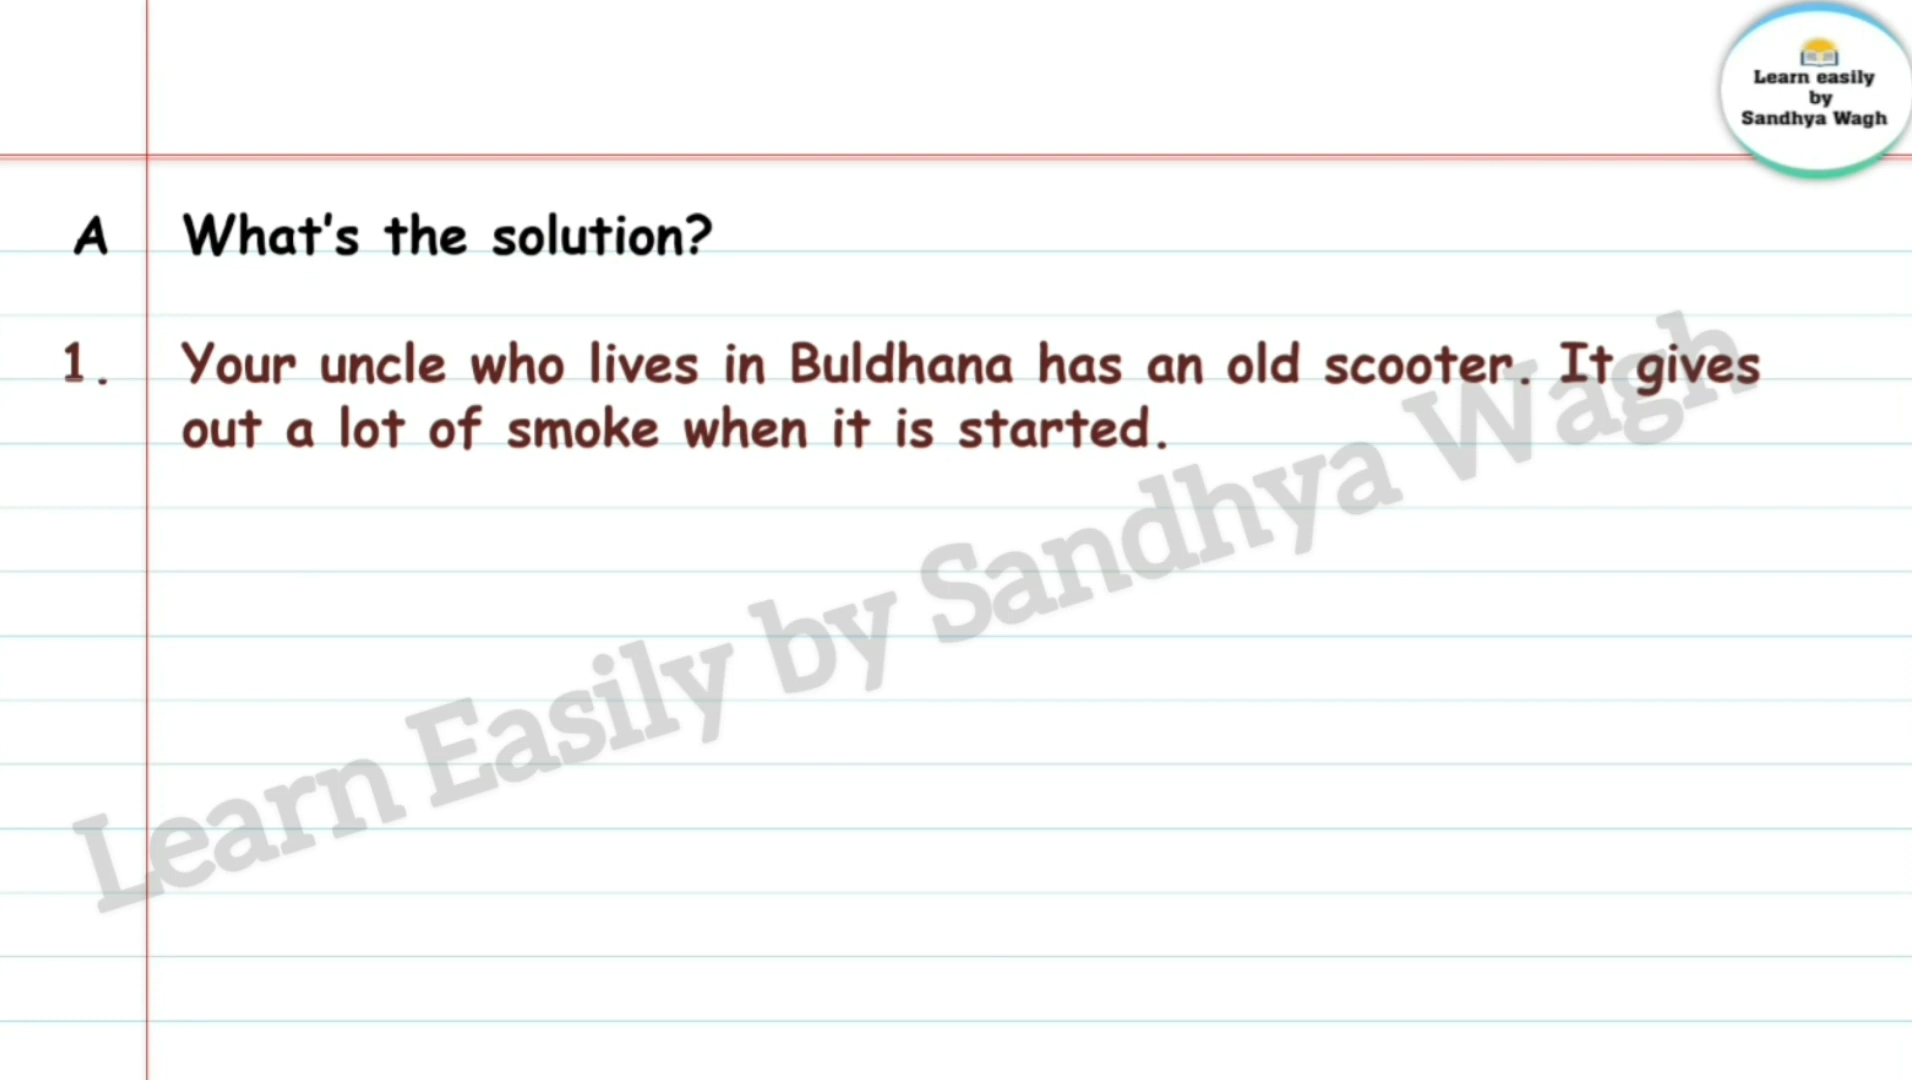 Learn easily
by
Sandhya Wagh
A What's the solution?
1. Your uncle who lives in Buldhana has an old scooter. It gives
out a lot of smoke when it is started.
Learn Easily by Sandhya Wagh